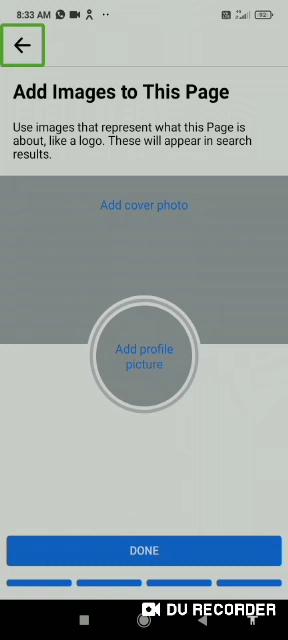 8:33 AM
92
Add Images to This Page
Use images that represent what this Page is
about, like a logo. These will appear in search
results.
Add cover photo
Add profile
picture
DONE
DU RECORDER